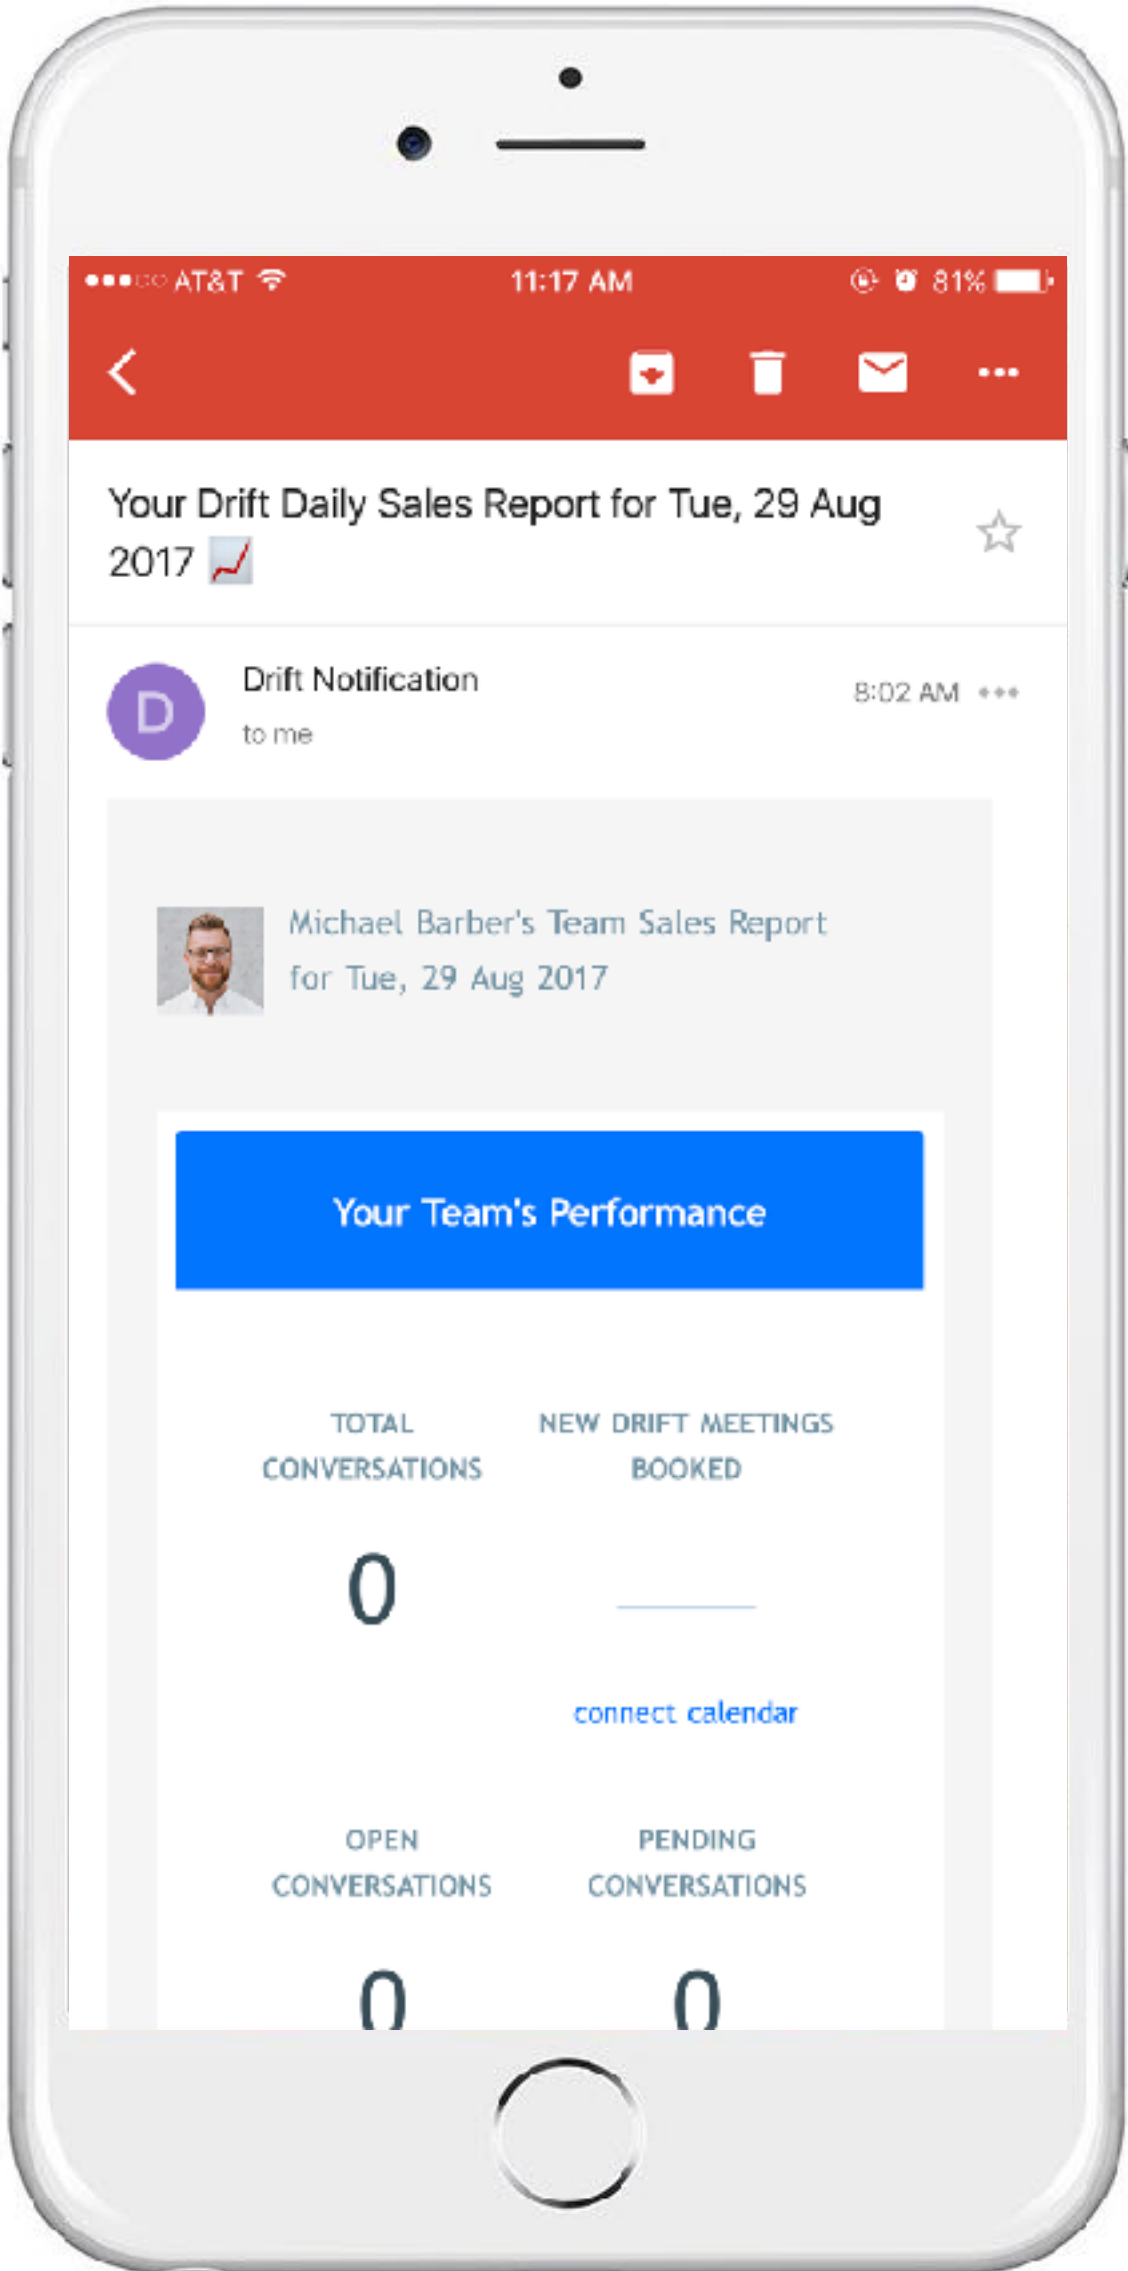 AT&T 11:17 AM 81%
Your Drift Daily Sales Report for Tue, 29 Aug
2017
D
Drift Notification
8:02 AM
to me
Michael Barber's Team Sales Report
for Tue, 29 Aug 2017
Your Team's Performance
TOTAL
CONVERSATIONS
0
NEW DRIFT MEETINGS
BOOKED
connect calendar
OPEN
CONVERSATIONS
0
PENDING
CONVERSATIONS
0